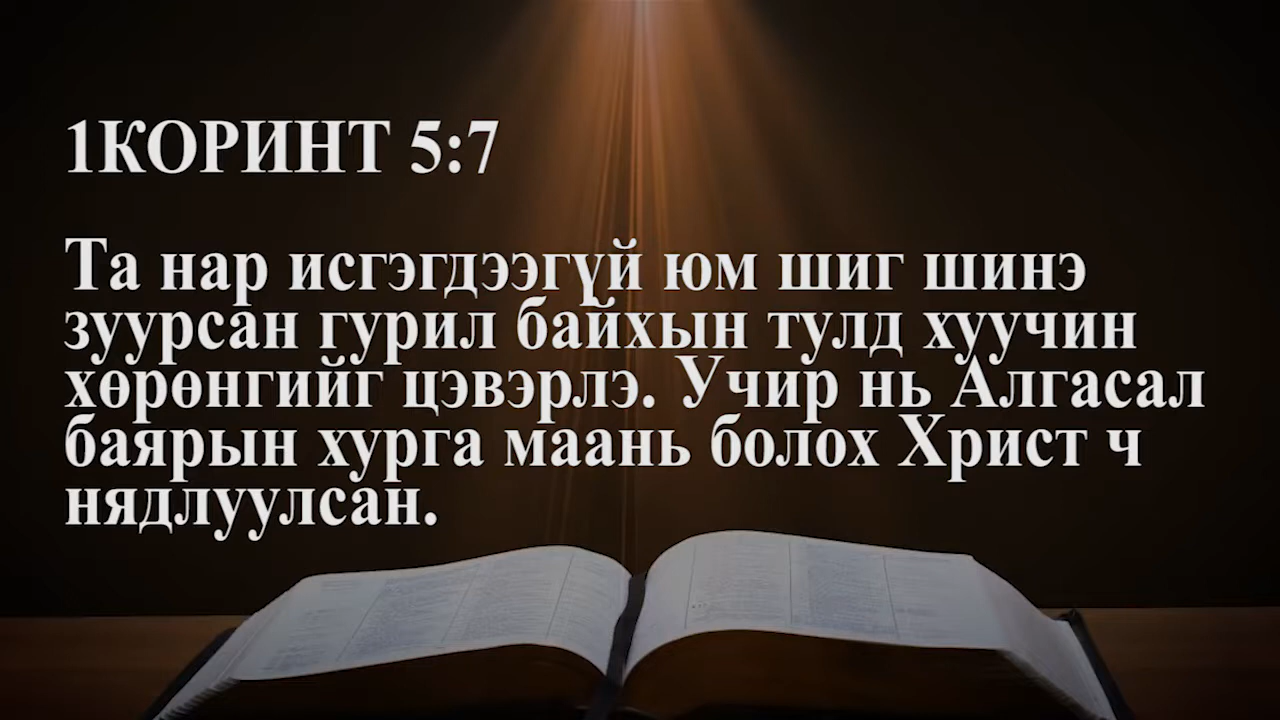 1КОРИНТ 5:7
Та нар исгэгдээгүй юм шиг шинэ
зуурсан гурил байхын тулд хуучин
хөрөнгийг цэвэрлэ. Учир нь Алгасал
баярын хурга маань болох Христ ч
нядлуулсан.